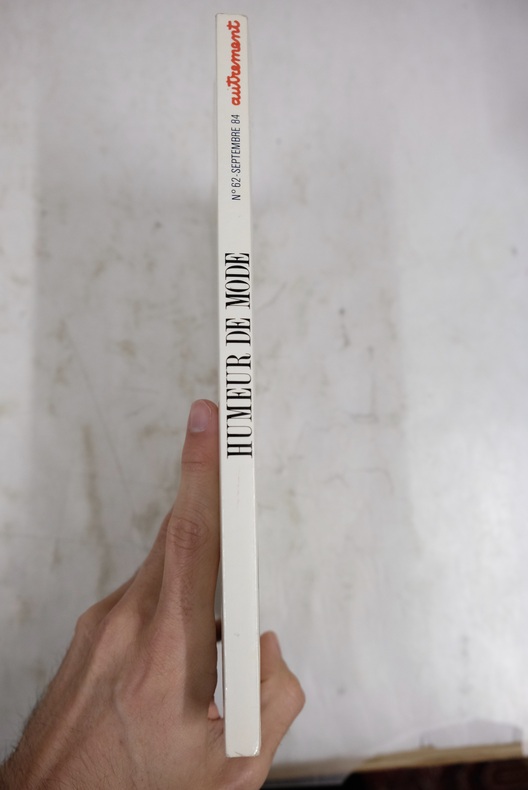 HUMEUR DE MODE
N° 62-SEPTEMBRE 84
autrement